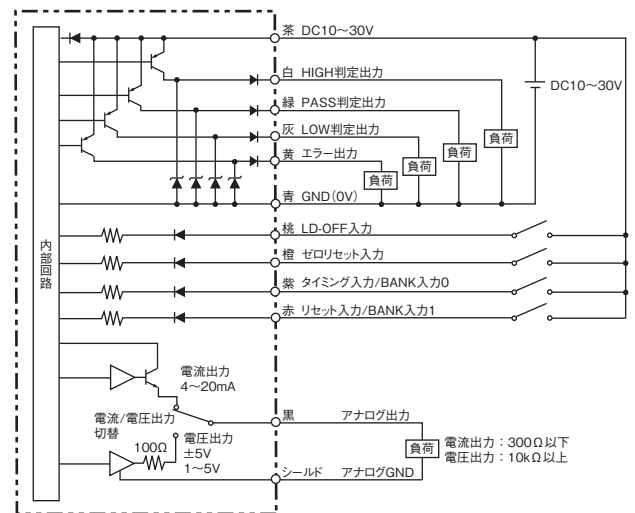 茶 DC10～30V
白 HIGH判定出力
DC10～30V
緑 PASS判定出力
灰 LOW判定出力
黄 エラー出力
負荷
負荷
負荷
負荷
青 GND(0V)
桃 LD-OFF入力
橙 ゼロリセット入力
紫 タイミング入力/BANK入力0
赤 リセット入力/BANK入力1
内部回路
電流出力
4～20mA
電流/電圧出力
切替
黒 アナログ出力
100Ω
電圧出力
±5V
1～5V
負荷
電流出力：300Ω以下
電圧出力：10kΩ以上
シールド アナログGND